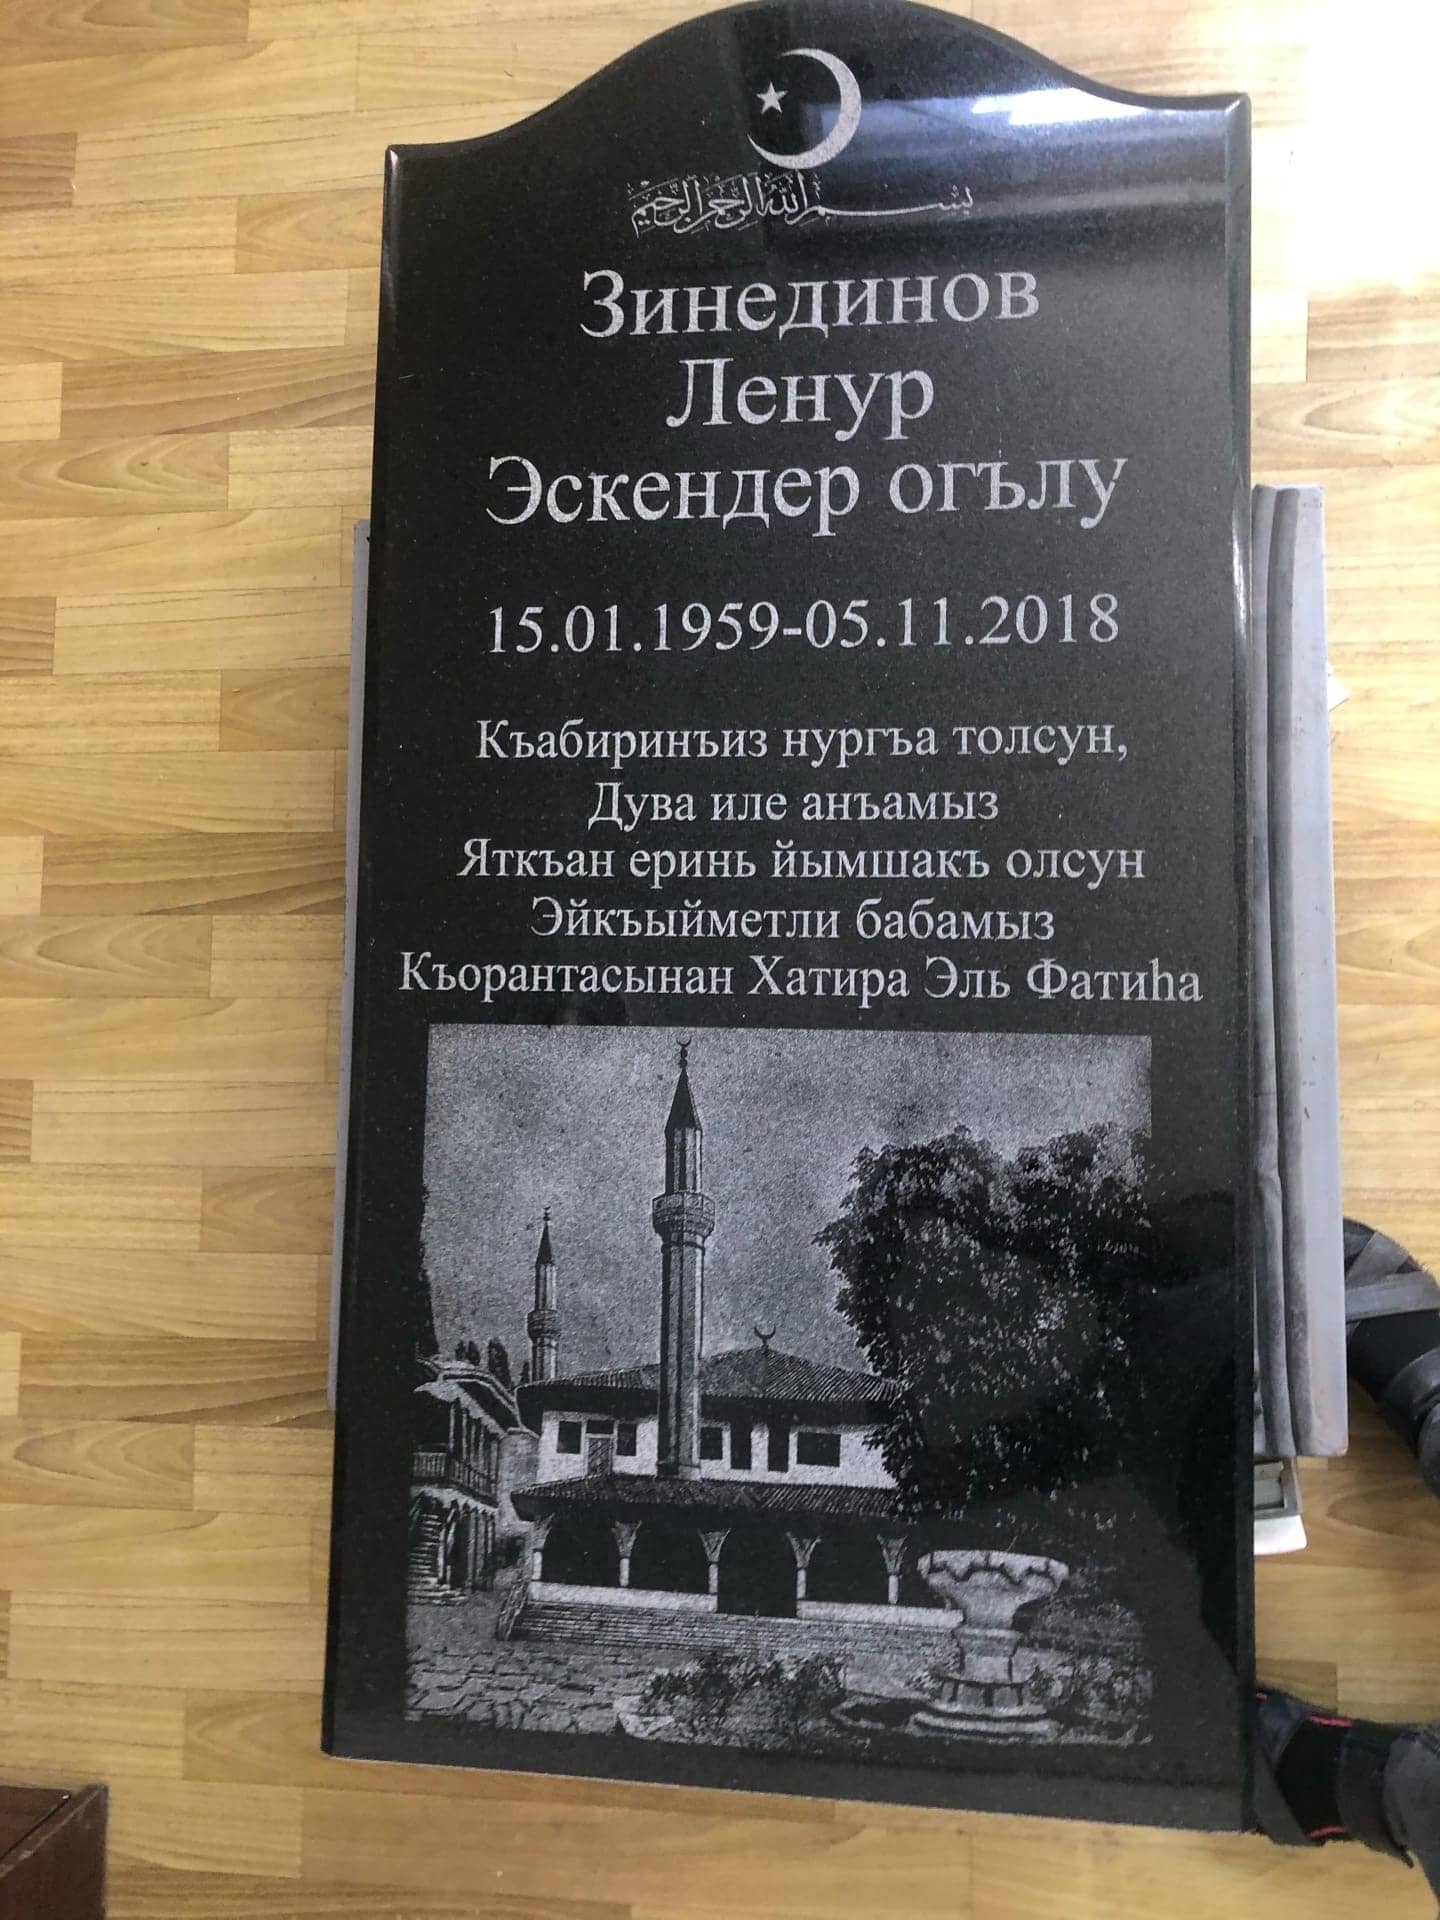 بسم الله الرحمن الرحيم
Зинединов
Ленур
Эскендер огълу
15.01.1959-05.11.2018
Къабиринъиз нургъа толсун,
Дува иле анъамыз
Яткъан еринь йымшакъ олсун
Эйкъыйметли бабамыз
Къорантасынан Хатира Эль Фатиһа